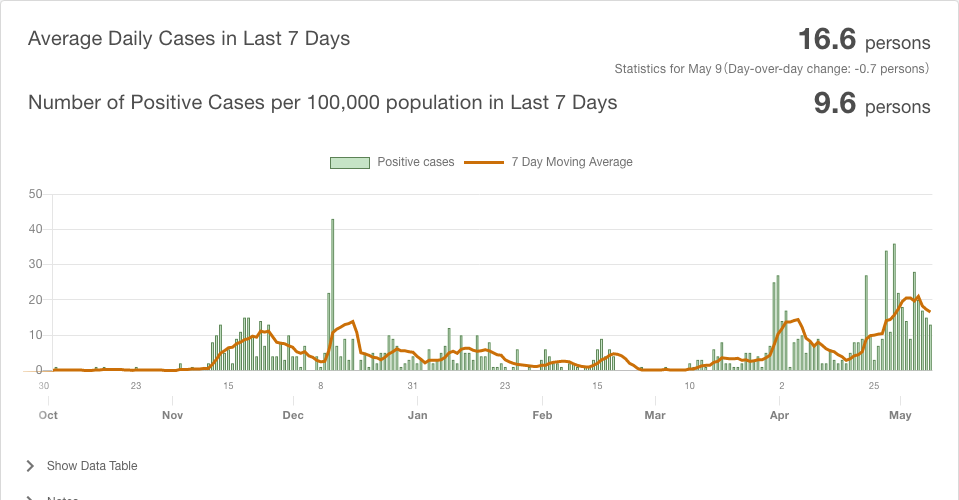 Average Daily Cases in Last 7 Days
16.6 persons
Statistics for May 9(Day-over-day change: -0.7 persons)
Number of Positive Cases per 100,000 population in Last 7 Days
9.6 persons
Positive cases
7 Day Moving Average
50
40
30
20
10
0
30 23 15 8 31 23 15 10 2 25
Oct Nov Dec Jan Feb Mar Apr May
Show Data Table
Notes